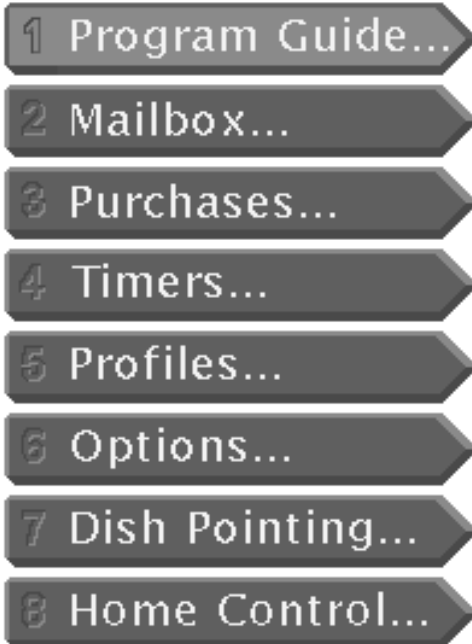 1 Program Guide...
2 Mailbox...
3 Purchases...
4 Timers...
5 Profiles...
6 Options...
7 Dish Pointing...
8 Home Control...